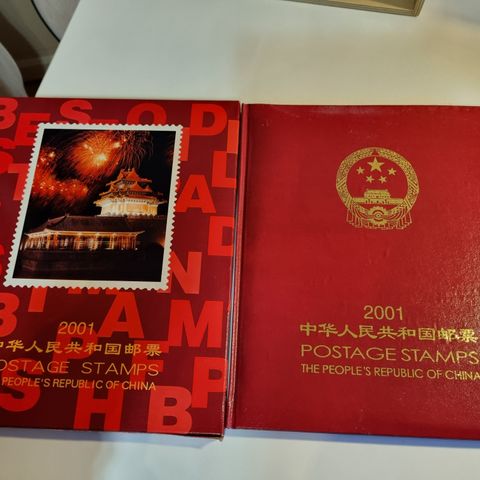 2001
中华人民共和国邮票
POSTAGE STAMPS
THE PEOPLE'S REPUBLIC OF CHINA
2001
中华人民共和国邮票
POSTAGE STAMPS
THE PEOPLE'S REPUBLIC OF CHINA